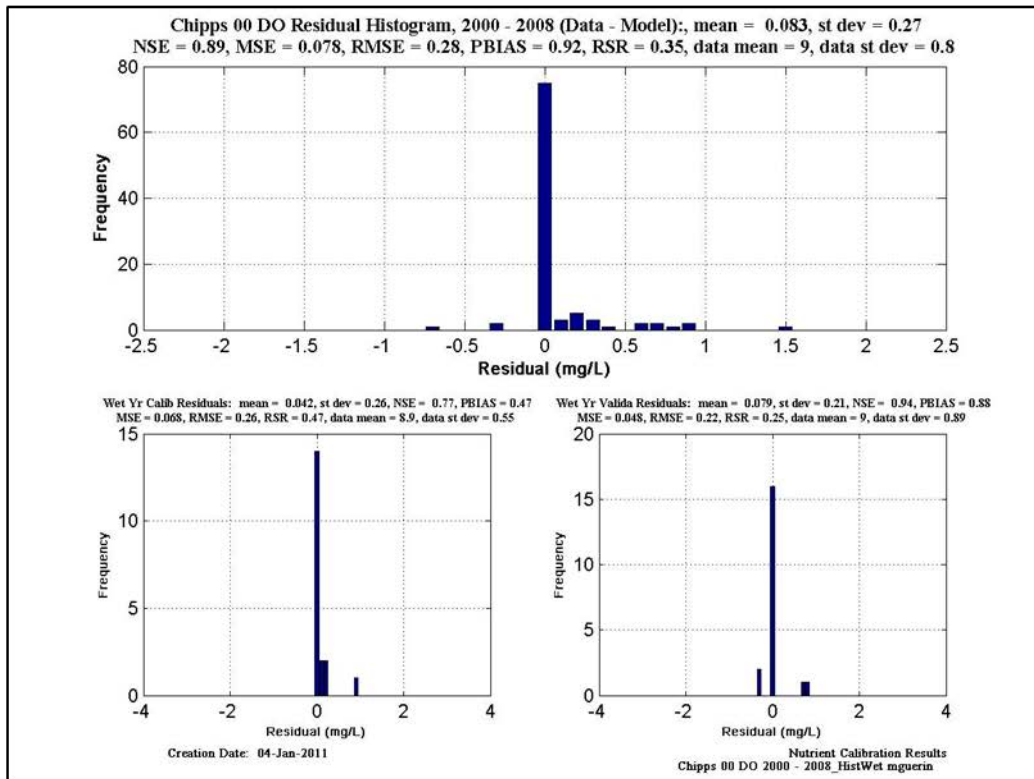 Chipps 00 DO Residual Histogram, 2000 - 2008 (Data - Model):, mean = 0.083, st dev = 0.27
NSE = 0.89, MSE = 0.078, RMSE = 0.28, PBIAS = 0.92, RSR = 0.35, data mean = 9, data st dev = 0.8
80
60
40
20
0
Frequency
-2.5 -2 -1.5 -1 -0.5 0 0.5 1 1.5 2 2.5
Residual (mg/L)
Wet Yr Calib Residuals: mean = 0.042, st dev = 0.26, NSE = 0.77, PBIAS = 0.47
MSE = 0.068, RMSE = 0.26, RSR = 0.47, data mean = 8.9, data st dev = 0.55
15
10
5
0
Frequency
-4 -2 0 2 4
Residual (mg/L)
Wet Yr Valida Residuals: mean = 0.079, st dev = 0.21, NSE = 0.94, PBIAS = 0.88
MSE = 0.048, RMSE = 0.22, RSR = 0.25, data mean = 9, data st dev = 0.89
20
15
10
5
0
Frequency
-4 -2 0 2 4
Residual (mg/L)
Creation Date: 04-Jan-2011
Nutrient Calibration Results
Chipps 00 DO 2000 - 2008_HistWet mguerin